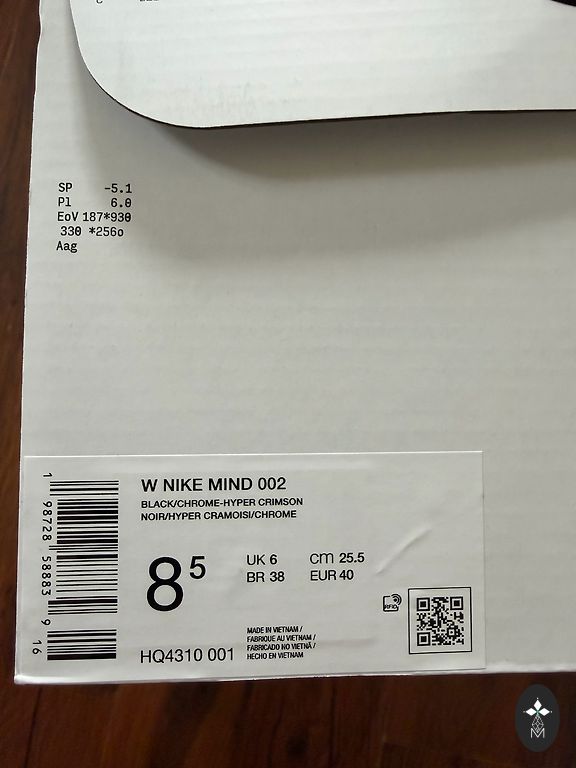 SP -5.1
Pl 6.0
EoV 187*930
330 *256o
Aag
W NIKE MIND 002
BLACK/CHROME-HYPER CRIMSON
NOIR/HYPER CRAMOISI/CHROME
8 5
UK 6 cm 25.5
BR 38 EUR 40
RFID
MADE IN VIETNAM /
FABRIQUE AU VIETNAM /
FABRICADO NO VIETNÃ /
HECHO EN VIETNAM
HQ4310 001
1 98728 58883 9 16
M